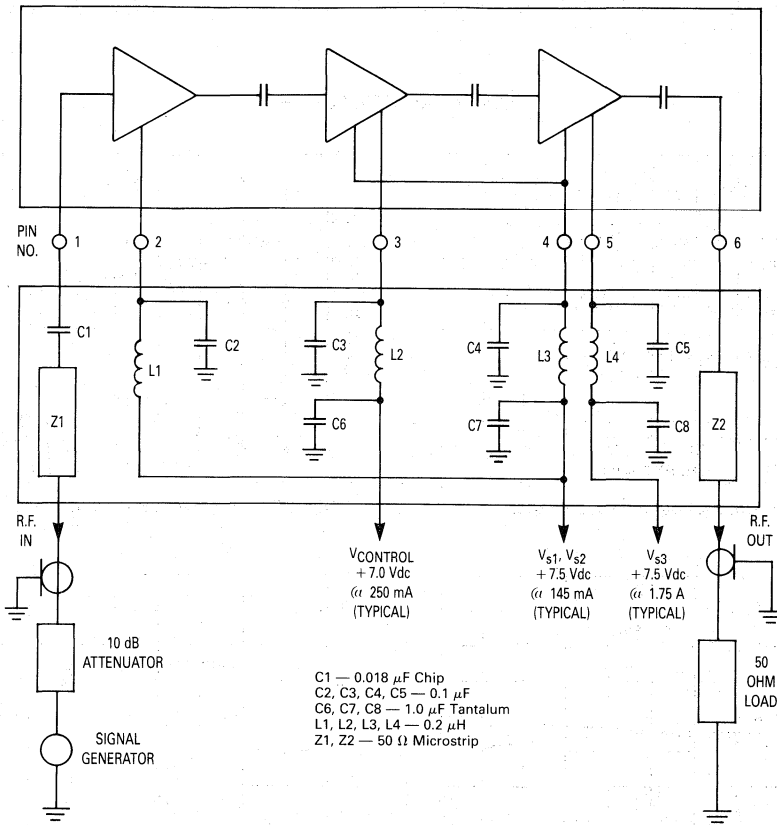 PIN
NO.
1
2
3
4
5
6
C1
C2
C3
C4
C5
L1
L2
L3
L4
C6
C7
C8
Z1
Z2
R.F.
IN
R.F.
OUT
VCONTROL
+ 7.0 Vdc
@ 250 mA
(TYPICAL)
Vs1, Vs2
+ 7.5 Vdc
@ 145 mA
(TYPICAL)
Vs3
+ 7.5 Vdc
@ 1.75 A
(TYPICAL)
10 dB
ATTENUATOR
50
OHM
LOAD
SIGNAL
GENERATOR
C1 — 0.018 μF Chip
C2, C3, C4, C5 — 0.1 μF
C6, C7, C8 — 1.0 μF Tantalum
L1, L2, L3, L4 — 0.2 μH
Z1, Z2 — 50 Ω Microstrip